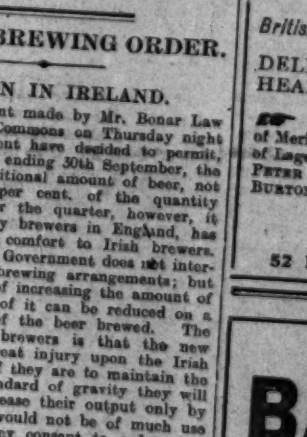 BREWING ORDER.
N IN IRELAND.
nt made by Mr. Bonar Law
Commons on Thursday night
ont have decided to permit,
ending 30th September, the
itional amount of beer, not
per cent. of the quantity
r the quarter, however, it
y brewers in England, has
comfort to Irish brewers.
Government does not inter-
brewing arrangements; but
of increasing the amount of
of it can be reduced on a
f the beer brewed. The
brewers is that the new
eat injury upon the Irish
they are to maintain the
ndard of gravity they will
ease their output only by
would not be of much use
Britis
DEL
HEA
of Mer
of Lage
PETER
BURTO
52
B